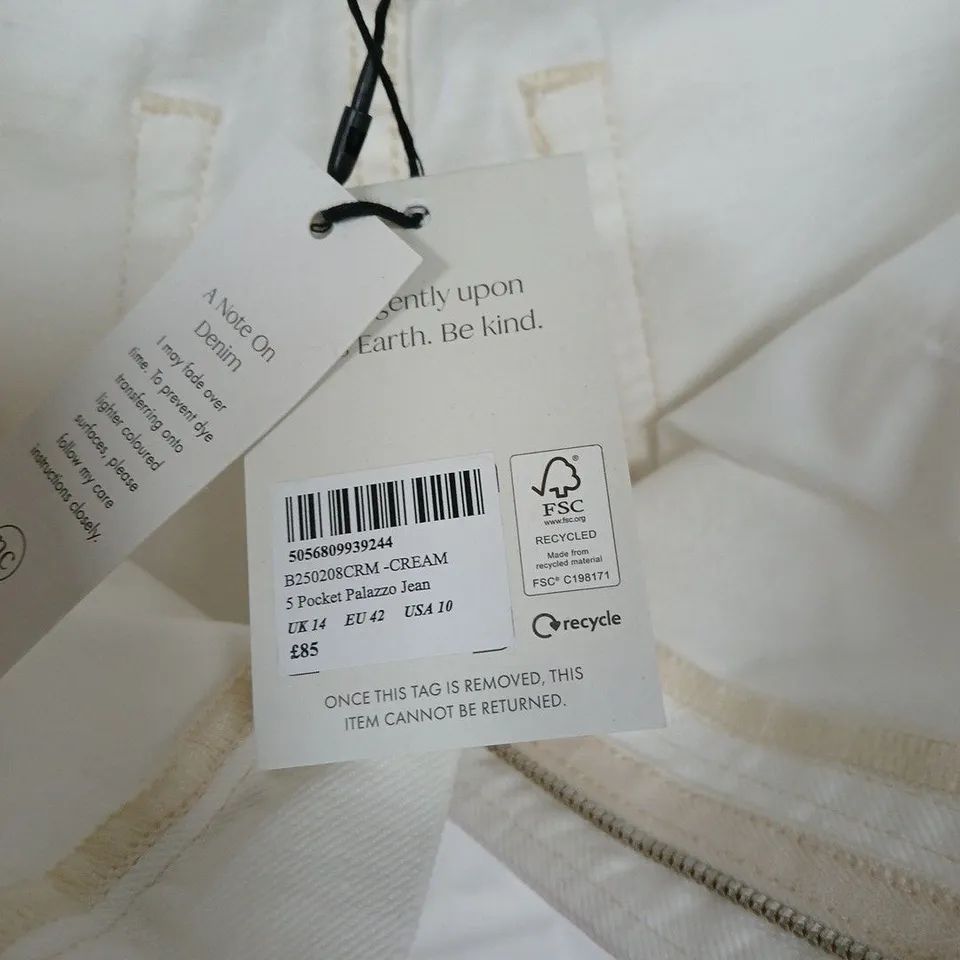 A Note On
Denim
I may fade over
time. To prevent dye
transferring onto
lighter coloured
surfaces, please
follow my care
instructions closely.
gently upon
Earth. Be kind.
5056809939244
B250208CRM -CREAM
5 Pocket Palazzo Jean
UK 14 EU 42 USA 10
£85
FSC
www.fsc.org
RECYCLED
Made from
recycled material
FSC® C198171
recycle
ONCE THIS TAG IS REMOVED, THIS
ITEM CANNOT BE RETURNED.